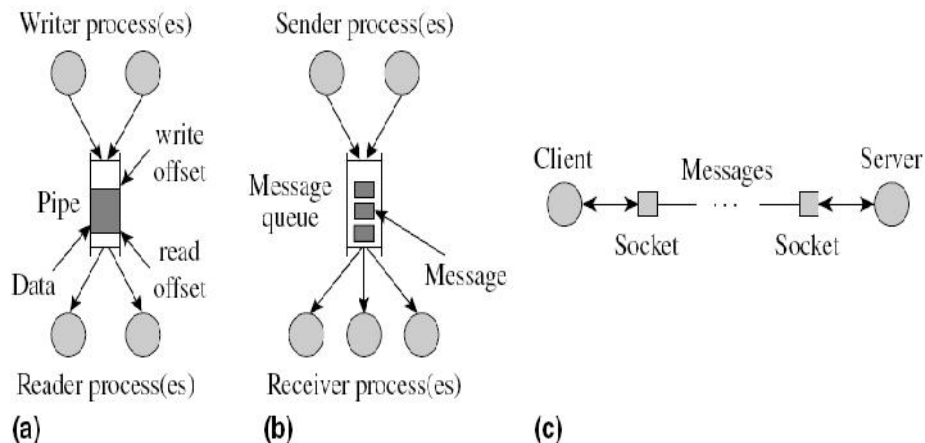 Writer process(es)
write
offset
Pipe
read
offset
Data
Reader process(es)
(a)
Sender process(es)
Message
queue
Message
Receiver process(es)
(b)
Client
Messages
Server
Socket
Socket
(c)